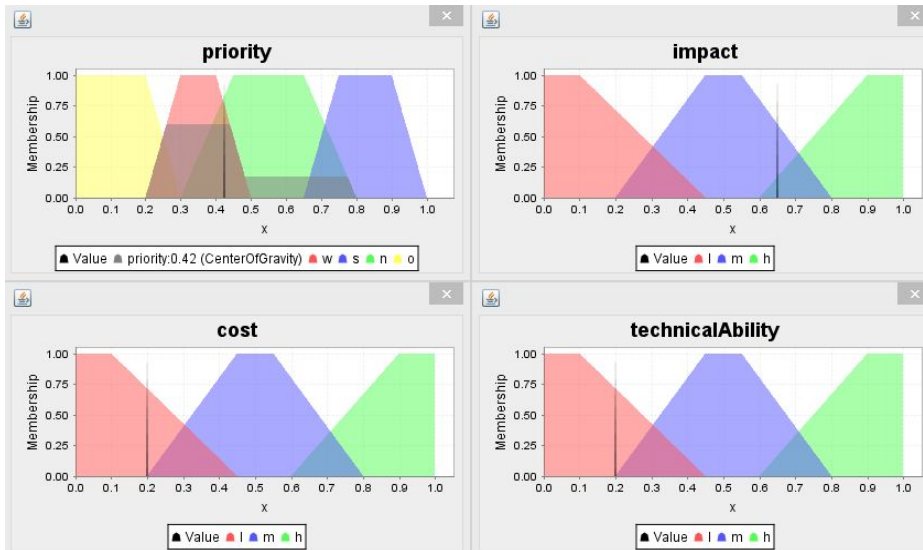 priority
1.00
0.75
0.50
0.25
0.00
Membership
0.0 0.1 0.2 0.3 0.4 0.5 0.6 0.7 0.8 0.9 1.0
x
Value priority:0.42 (CenterOfGravity) w s n o
impact
1.00
0.75
0.50
0.25
0.00
Membership
0.0 0.1 0.2 0.3 0.4 0.5 0.6 0.7 0.8 0.9 1.0
x
Value l m h
cost
1.00
0.75
0.50
0.25
0.00
Membership
0.0 0.1 0.2 0.3 0.4 0.5 0.6 0.7 0.8 0.9 1.0
x
Value l m h
technicalAbility
1.00
0.75
0.50
0.25
0.00
Membership
0.0 0.1 0.2 0.3 0.4 0.5 0.6 0.7 0.8 0.9 1.0
x
Value l m h